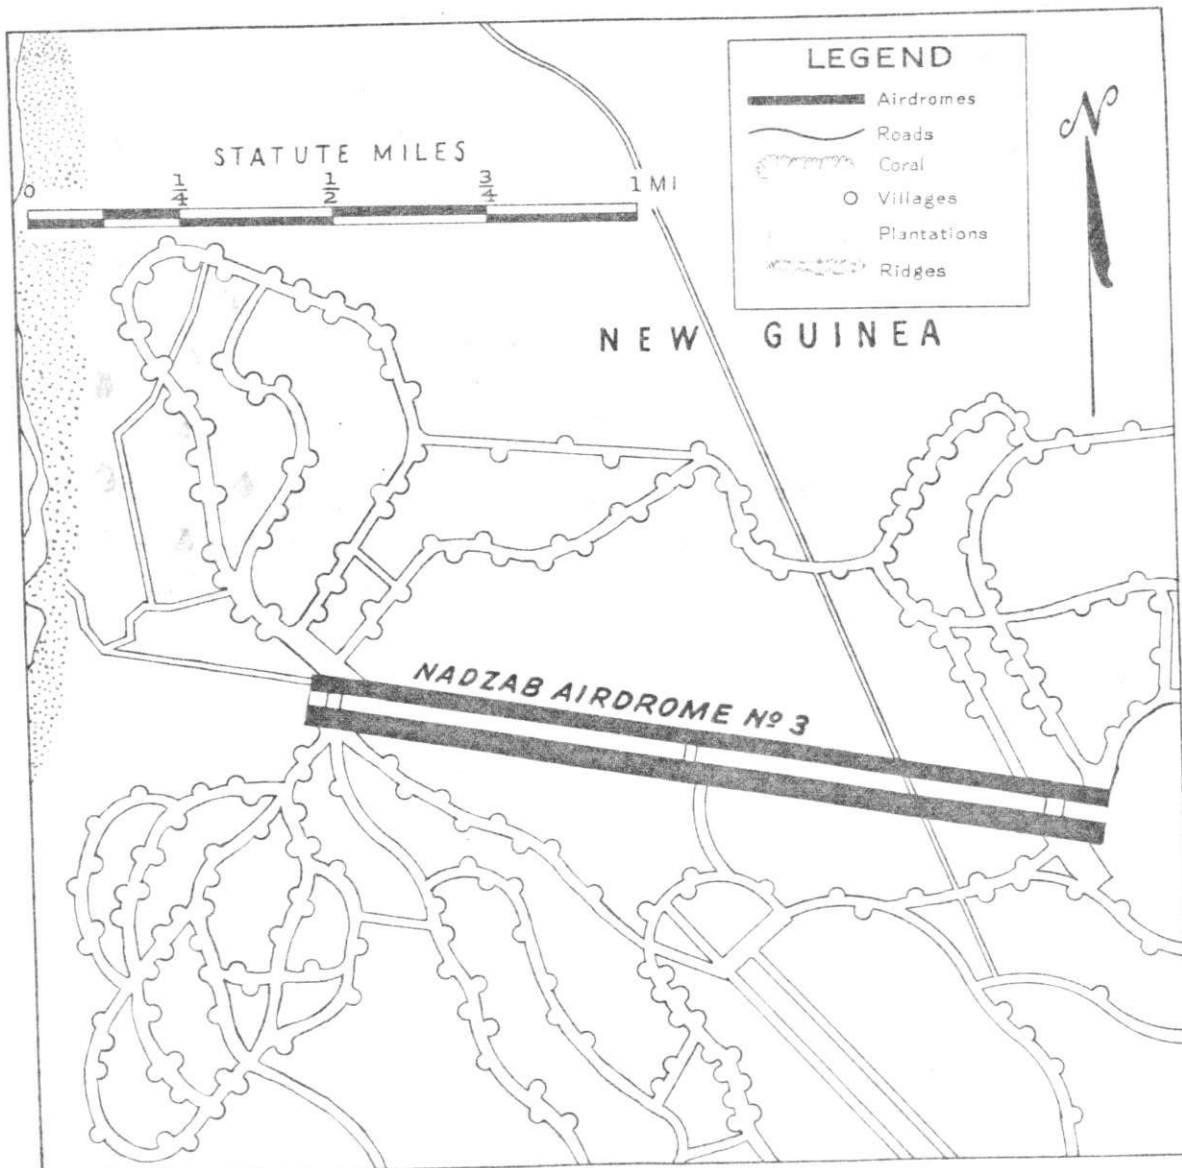 LEGEND
Airdromes
Roads
Coral
Villages
Plantations
Ridges
N
STATUTE MILES
0 1/4 1/2 3/4 1 MI
NEW GUINEA
NADZAB AIRDROME Nº 3